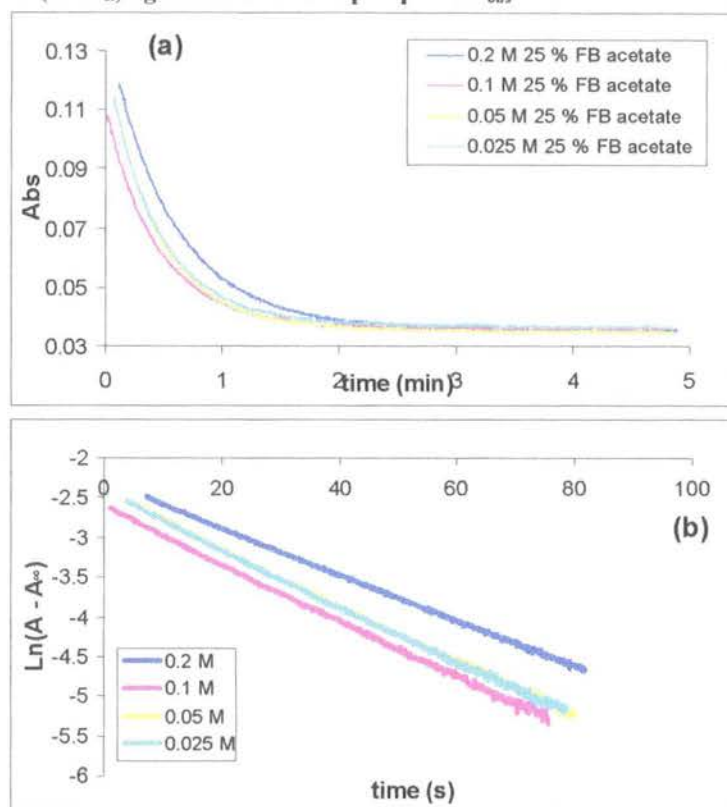 (a)
0.13
0.11
0.09
0.07
0.05
0.03
Abs
0.2 M 25 % FB acetate
0.1 M 25 % FB acetate
0.05 M 25 % FB acetate
0.025 M 25 % FB acetate
0 1 2 3 4 5
time (min)
-2
0 20 40 60 80 100
-2.5
-3
-3.5
-4
-4.5
-5
-5.5
-6
(b)
Ln(A - A∞)
0.2 M
0.1 M
0.05 M
0.025 M
time (s)